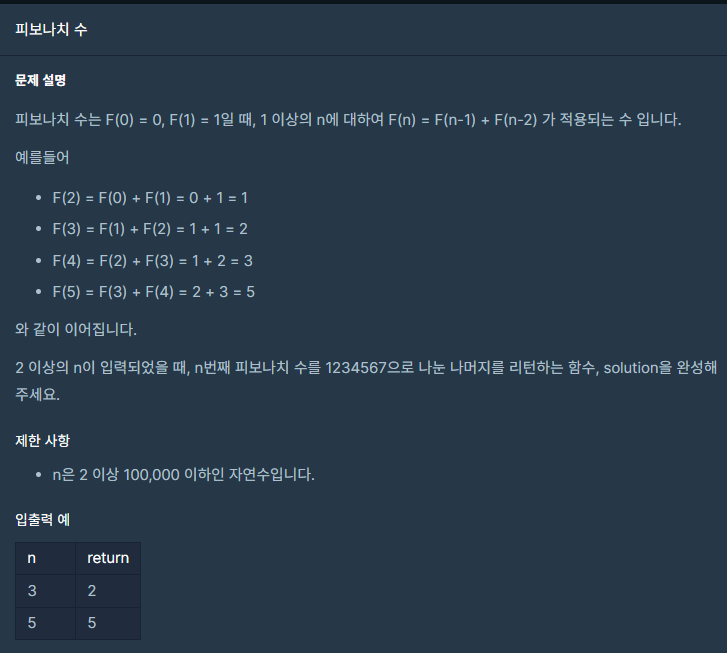 피보나치 수
문제 설명
피보나치 수는 F(0) = 0, F(1) = 1일 때, 1 이상의 n에 대하여 F(n) = F(n-1) + F(n-2) 가 적용되는 수 입니다.
예를들어
• F(2) = F(0) + F(1) = 0 + 1 = 1
• F(3) = F(1) + F(2) = 1 + 1 = 2
• F(4) = F(2) + F(3) = 1 + 2 = 3
• F(5) = F(3) + F(4) = 2 + 3 = 5
와 같이 이어집니다.
2 이상의 n이 입력되었을 때, n번째 피보나치 수를 1234567으로 나눈 나머지를 리턴하는 함수, solution을 완성해
주세요.
제한 사항
• n은 2 이상 100,000 이하인 자연수입니다.
입출력 예
n return
3 2
5 5